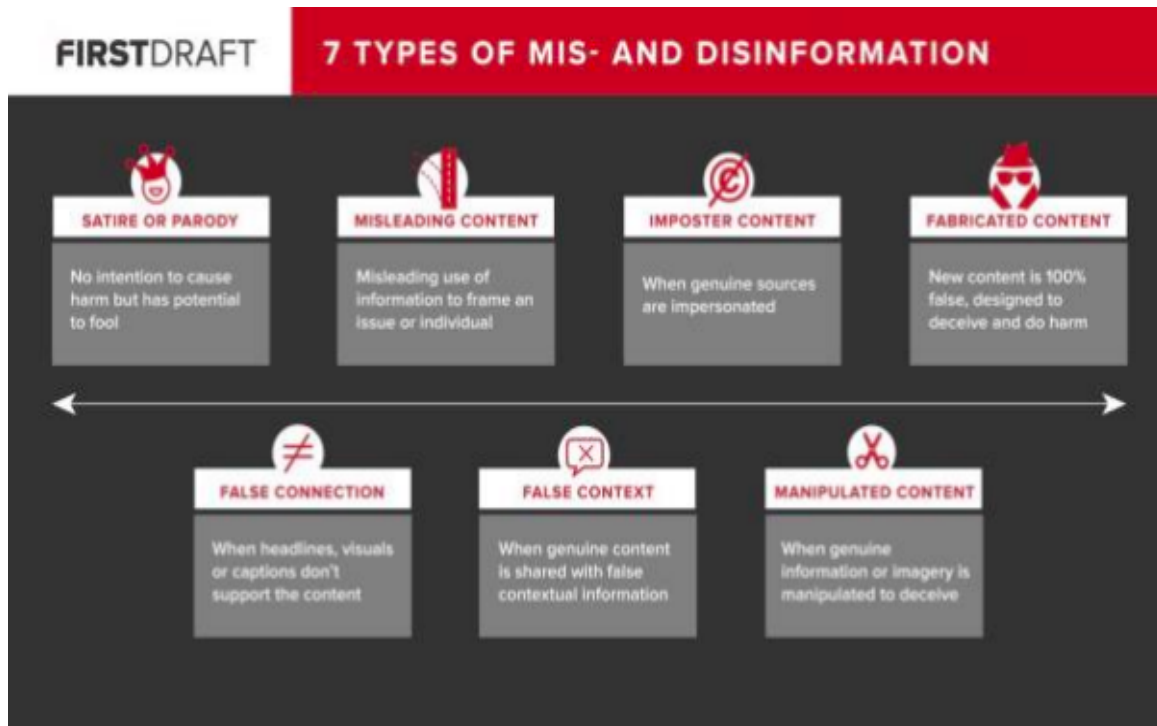 FIRSTDRAFT
7 TYPES OF MIS- AND DISINFORMATION
SATIRE OR PARODY
No intention to cause
harm but has potential
to fool
MISLEADING CONTENT
Misleading use of
information to frame an
issue or individual
IMPOSTER CONTENT
When genuine sources
are impersonated
FABRICATED CONTENT
New content is 100%
false, designed to
deceive and do harm
FALSE CONNECTION
When headlines, visuals
or captions don't
support the content
FALSE CONTEXT
When genuine content
is shared with false
contextual information
MANIPULATED CONTENT
When genuine
information or imagery is
manipulated to deceive